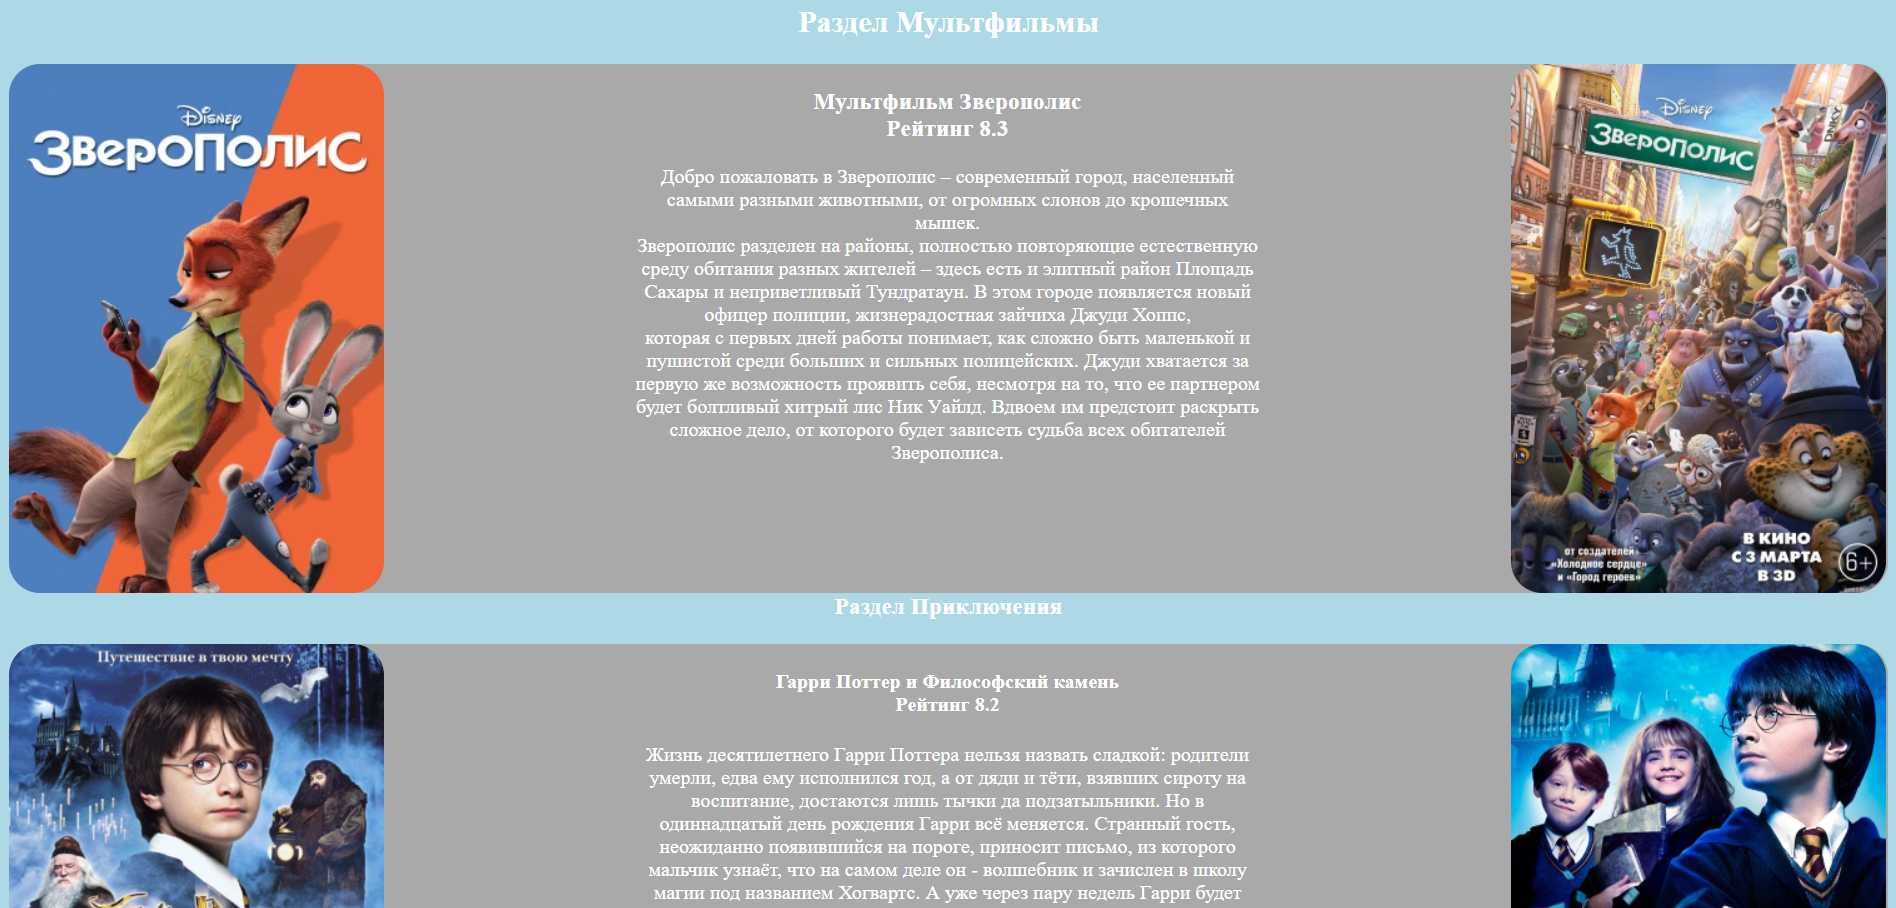 Раздел Мультфильмы
Disney
Зверополис
Мультфильм Зверополис
Рейтинг 8.3
Добро пожаловать в Зверополис – современный город, населенный
самыми разными животными, от огромных слонов до крошечных
мышек.
Зверополис разделен на районы, полностью повторяющие естественную
среду обитания разных жителей – здесь есть и элитный район Площадь
Сахары и неприветливый Тундратаун. В этом городе появляется новый
офицер полиции, жизнерадостная зайчиха Джуди Хоппс,
которая с первых дней работы понимает, как сложно быть маленькой и
пушистой среди больших и сильных полицейских. Джуди хватается за
первую же возможность проявить себя, несмотря на то, что ее партнером
будет болтливый хитрый лис Ник Уайлд. Вдвоем им предстоит раскрыть
сложное дело, от которого будет зависеть судьба всех обитателей
Зверополиса.
Disney
DNKY
Зверополис
от создателей
«Холодное сердце»
и «Город героев»
В КИНО
С 3 МАРТА
В 3D
6+
Раздел Приключения
Путешествие в твою мечту
Гарри Поттер и Философский камень
Рейтинг 8.2
Жизнь десятилетнего Гарри Поттера нельзя назвать сладкой: родители
умерли, едва ему исполнился год, а от дяди и тёти, взявших сироту на
воспитание, достаются лишь тычки да подзатыльники. Но в
одиннадцатый день рождения Гарри всё меняется. Странный гость,
неожиданно появившийся на пороге, приносит письмо, из которого
мальчик узнаёт, что на самом деле он - волшебник и зачислен в школу
магии под названием Хогвартс. А уже через пару недель Гарри будет